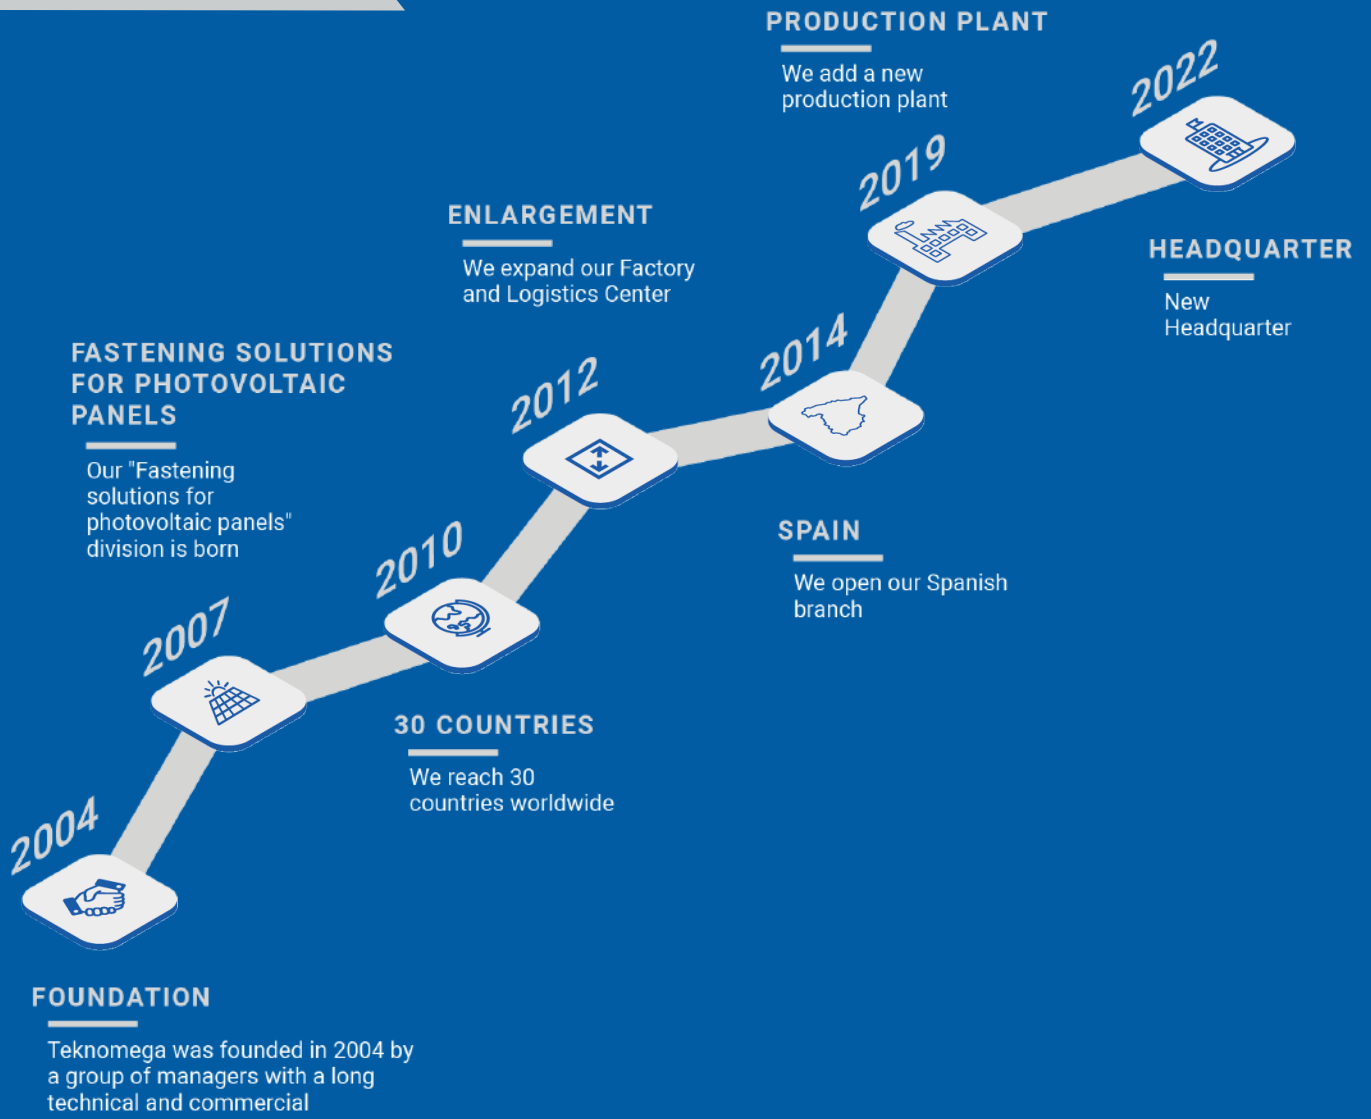 PRODUCTION PLANT
We add a new
production plant
2022
2019
HEADQUARTER
New
Headquarter
ENLARGEMENT
We expand our Factory
and Logistics Center
2014
SPAIN
We open our Spanish
branch
2012
FASTENING SOLUTIONS
FOR PHOTOVOLTAIC
PANELS
Our "Fastening
solutions for
photovoltaic panels"
division is born
2010
30 COUNTRIES
We reach 30
countries worldwide
2007
2004
FOUNDATION
Teknomega was founded in 2004 by
a group of managers with a long
technical and commercial